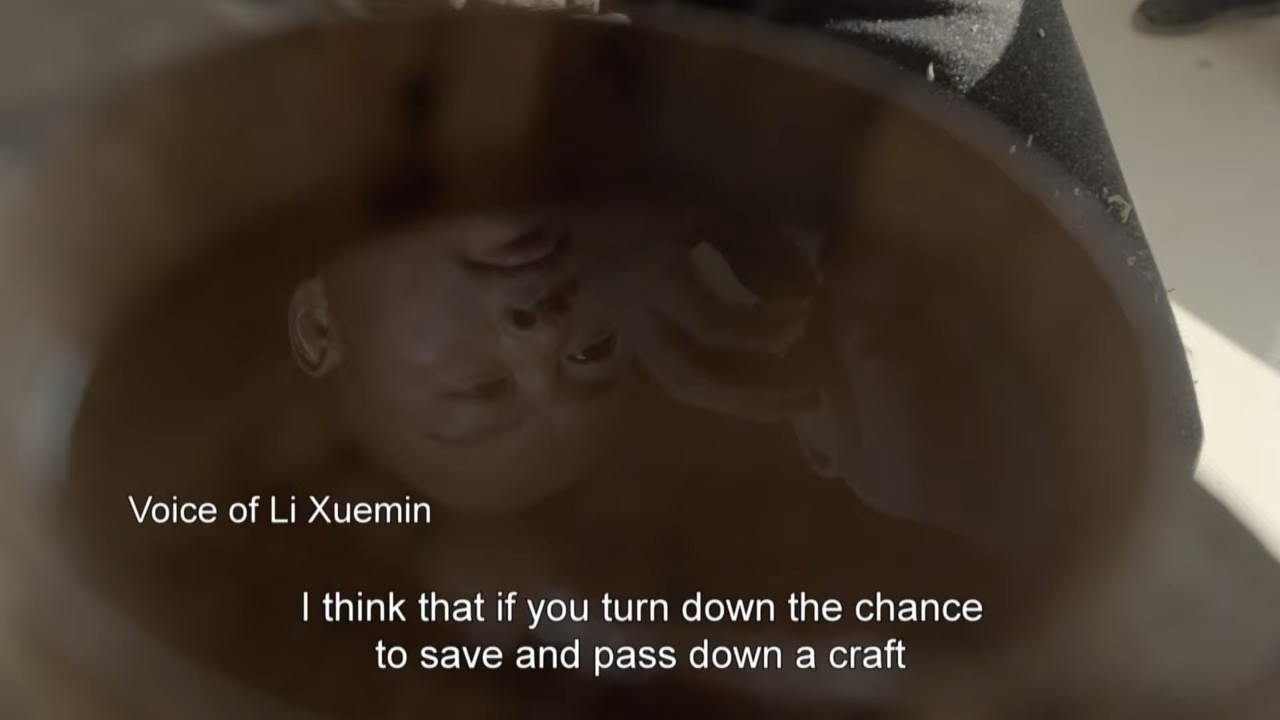 Voice of Li Xuemin
I think that if you turn down the chance
to save and pass down a craft